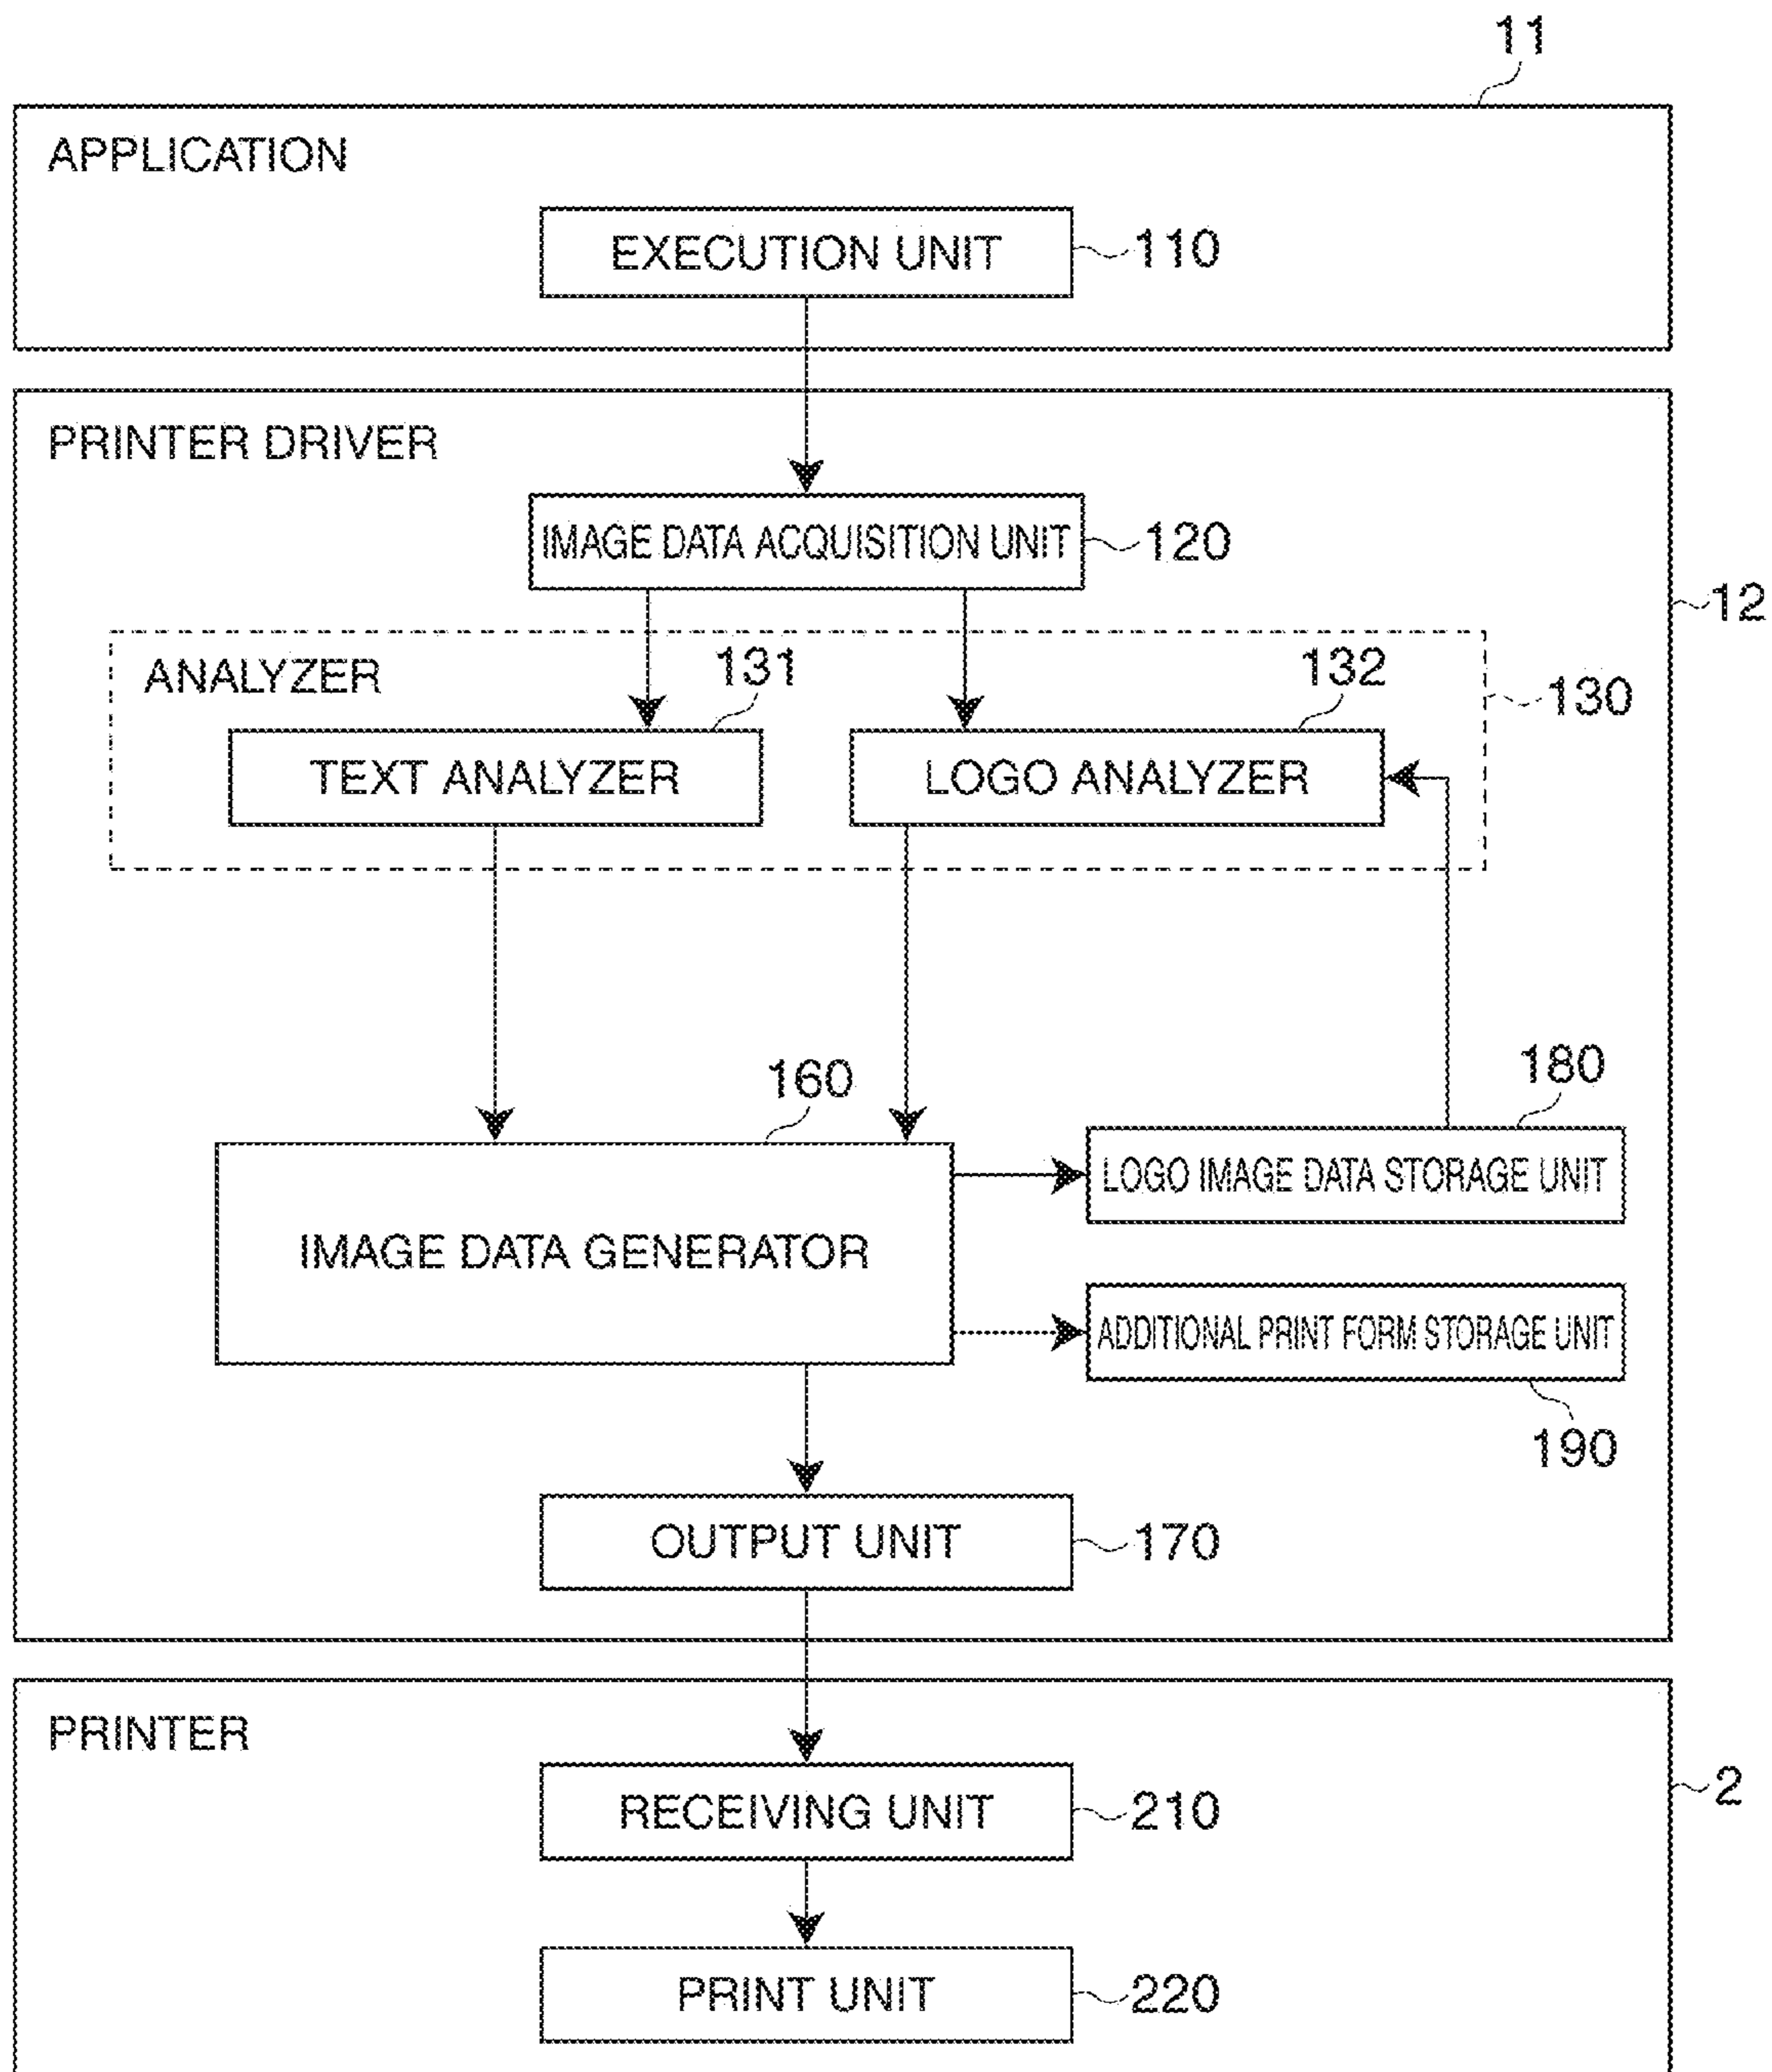 11
APPLICATION
EXECUTION UNIT
110
PRINTER DRIVER
IMAGE DATA ACQUISITION UNIT
120
12
ANALYZER
131
132
130
TEXT ANALYZER
LOGO ANALYZER
160
180
LOGO IMAGE DATA STORAGE UNIT
IMAGE DATA GENERATOR
ADDITIONAL PRINT FORM STORAGE UNIT
190
OUTPUT UNIT
170
PRINTER
2
RECEIVING UNIT
210
PRINT UNIT
220